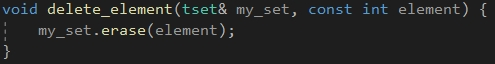 void delete_element(tset& my_set, const int element) {
    my_set.erase(element);
}